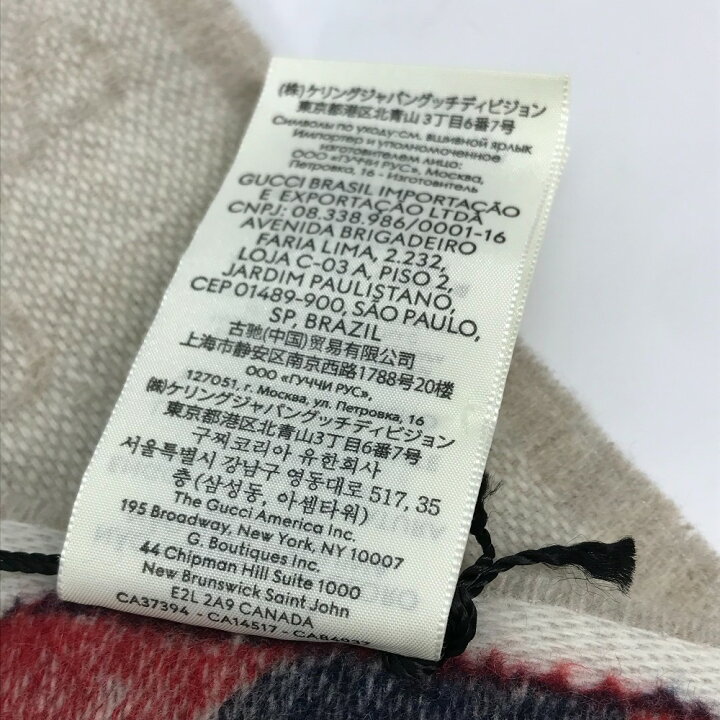 (株)ケリングジャパングッチディビジョン
東京都港区北青山3丁目6番7号
Символы по уходу:см. вшивной ярлык
Импортер и уполномоченное
изготовителем лицо:
ООО «ГУЧЧИ РУС», Москва,
Петровка, 16 - Изготовитель
GUCCI BRASIL IMPORTAÇÃO
E EXPORTAÇÃO LTDA
CNPJ: 08.338.986/0001-16
AVENIDA BRIGADEIRO
FARIA LIMA, 2.232,
LOJA C-03 A, PISO 2,
JARDIM PAULISTANO,
CEP 01489-900, SÃO PAULO,
SP, BRAZIL
古驰(中国)贸易有限公司
上海市静安区南京西路1788号20楼
ООО «ГУЧЧИ РУС»,
127051, г. Москва, ул. Петровка, 16
(株)ケリングジャパングッチディビジョン
東京都港区北青山3丁目6番7号
구찌코리아 유한회사
서울특별시 강남구 영동대로 517, 35
층 (삼성동, 아셈타워)
The Gucci America Inc.
195 Broadway, New York, NY 10007
G. Boutiques Inc.
44 Chipman Hill Suite 1000
New Brunswick Saint John
E2L 2A9 CANADA
CA37394 - CA14517 - CA84037